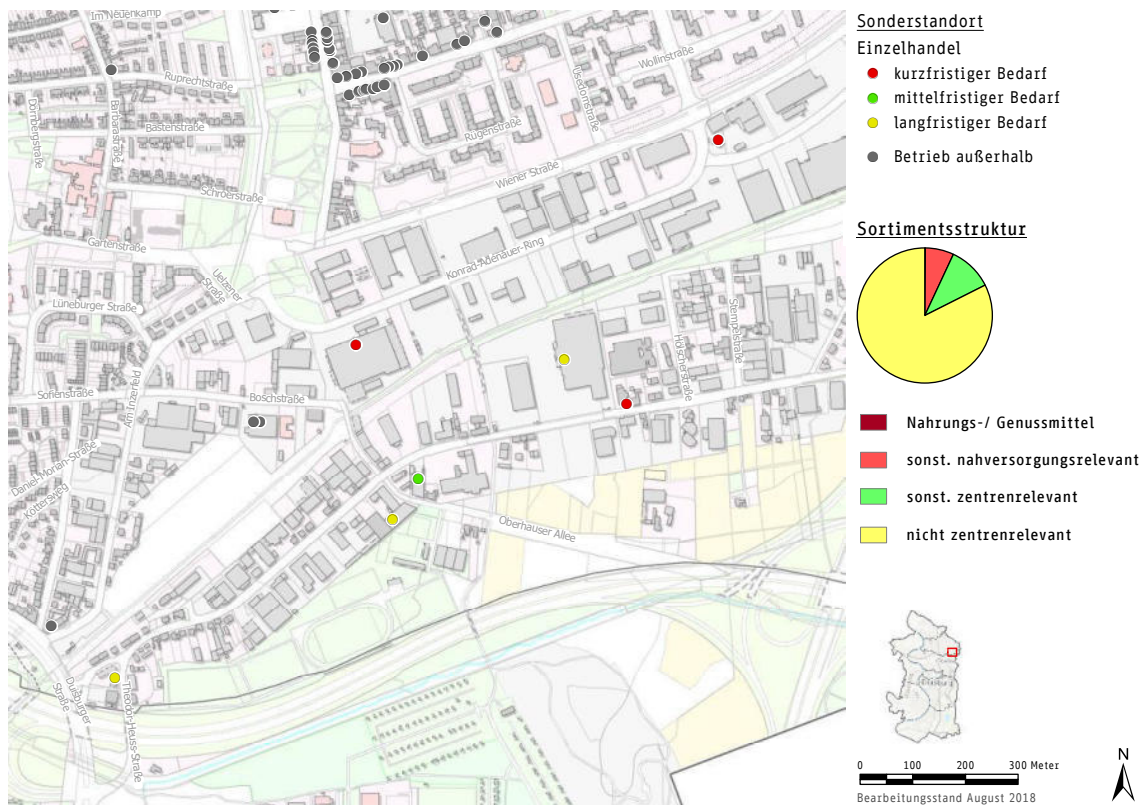 Im Neuenkamp
Ruprechtstraße
Dörnbergstraße
Barbarastraße
Bastenstraße
Schroerstraße
Gartenstraße
Uelzener
Straße
Lüneburger Straße
Sofienstraße
Am Inzerfeld
Boschstraße
Daniel-Morian-Straße
Kottersweg
Duisburger
Straße
Theodor-Heuss-Straße
Wollinstraße
Usedomstraße
Rügenstraße
Wiener Straße
Konrad-Adenauer-Ring
Hölscherstraße
Stempelstraße
Oberhauser Allee
Sonderstandort
Einzelhandel
kurzfristiger Bedarf
mittelfristiger Bedarf
langfristiger Bedarf
Betrieb außerhalb
Sortimentsstruktur
Nahrungs-/ Genussmittel
sonst. nahversorgungsrelevant
sonst. zentrenrelevant
nicht zentrenrelevant
N
0 100 200 300 Meter
Bearbeitungsstand August 2018